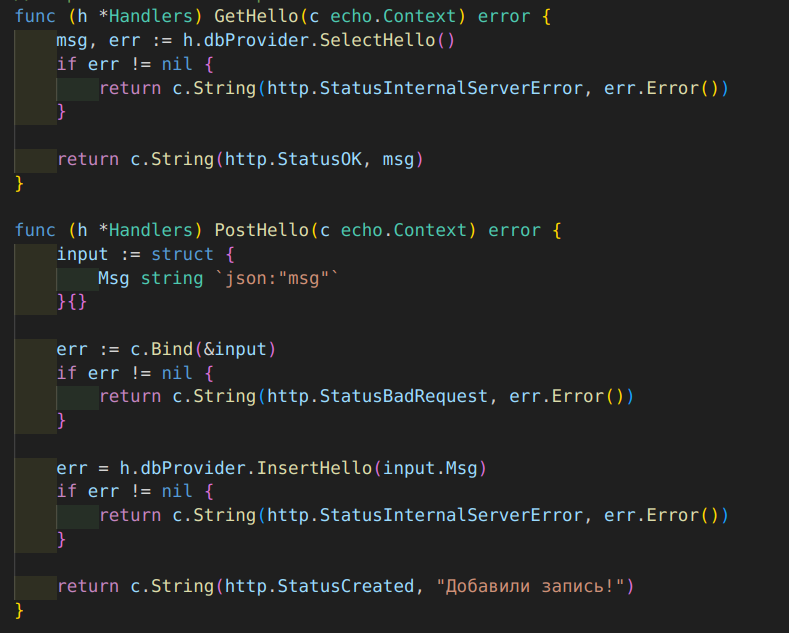 func (h *Handlers) GetHello(c echo.Context) error {
    msg, err := h.dbProvider.SelectHello()
    if err != nil {
        return c.String(http.StatusInternalServerError, err.Error())
    }

    return c.String(http.StatusOK, msg)
}

func (h *Handlers) PostHello(c echo.Context) error {
    input := struct {
        Msg string `json:"msg"`
    }{}

    err := c.Bind(&input)
    if err != nil {
        return c.String(http.StatusBadRequest, err.Error())
    }

    err = h.dbProvider.InsertHello(input.Msg)
    if err != nil {
        return c.String(http.StatusInternalServerError, err.Error())
    }

    return c.String(http.StatusCreated, "Добавили запись!")
}